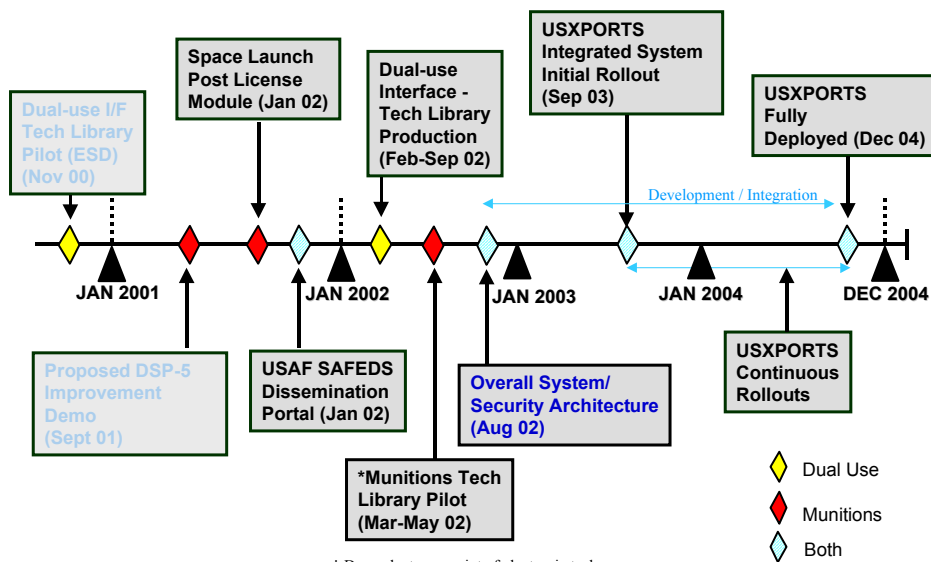 Dual-use I/F
Tech Library
Pilot (ESD)
(Nov 00)
Space Launch
Post License
Module (Jan 02)
Dual-use
Interface -
Tech Library
Production
(Feb-Sep 02)
USXPORTS
Integrated System
Initial Rollout
(Sep 03)
USXPORTS
Fully
Deployed (Dec 04)
Development / Integration
JAN 2001
JAN 2002
JAN 2003
JAN 2004
DEC 2004
Proposed DSP-5
Improvement
Demo
(Sept 01)
USAF SAFEDS
Dissemination
Portal (Jan 02)
*Munitions Tech
Library Pilot
(Mar-May 02)
Overall System/
Security Architecture
(Aug 02)
USXPORTS
Continuous
Rollouts
Dual Use
Munitions
Both